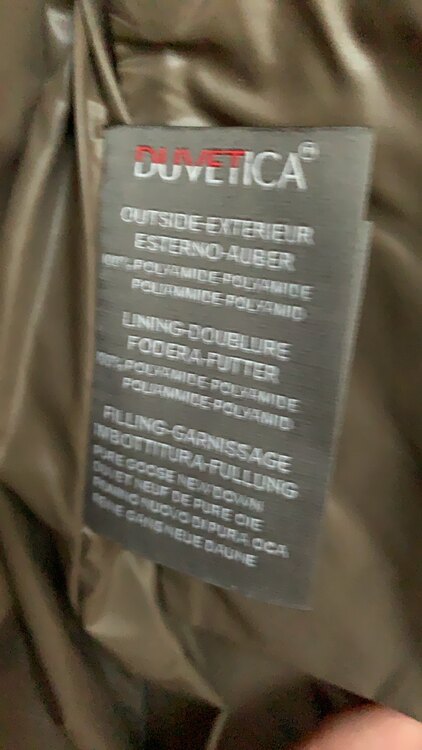 DUVETICA®
OUTSIDE-EXTERIEUR
ESTERNO-AUBER
100% POLYAMIDE-POLYAMIDE
POLIAMMIDE-POLYAMID
LINING-DOUBLURE
FODERA-FUTTER
100% POLYAMIDE-POLYAMIDE
POLIAMMIDE-POLYAMID
FILLING-GARNISSAGE
IMBOTTITURA-FULLUNG
PURE GOOSE NEW DOWN
DUVET NEUF DE PURE OIE
PIUMINO NUOVO DI PURA OCA
REINE GANS NEUE DAUNE